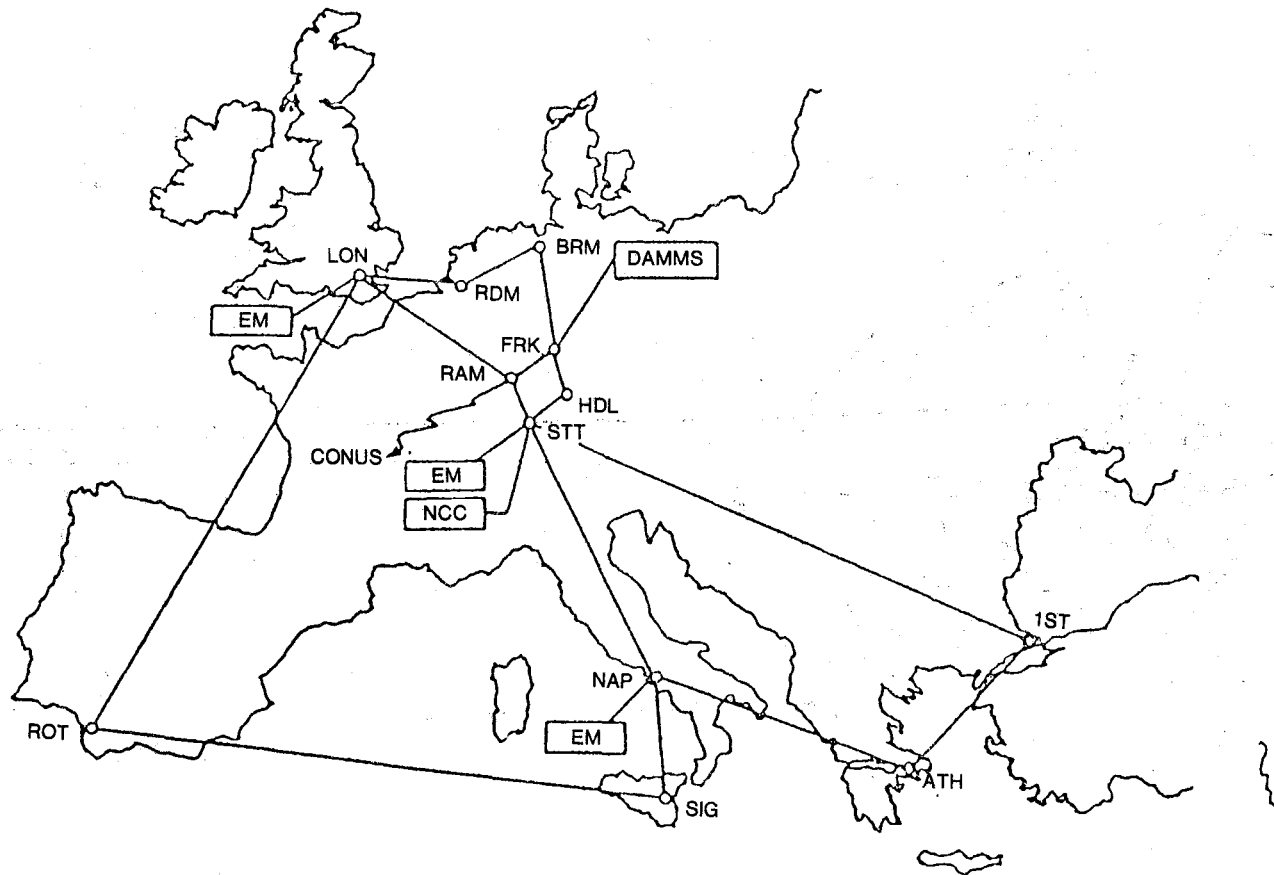 LON
BRM
DAMMS
RDM
EM
FRK
RAM
HDL
STT
CONUS
EM
NCC
1ST
NAP
ROT
EM
ATH
SIG